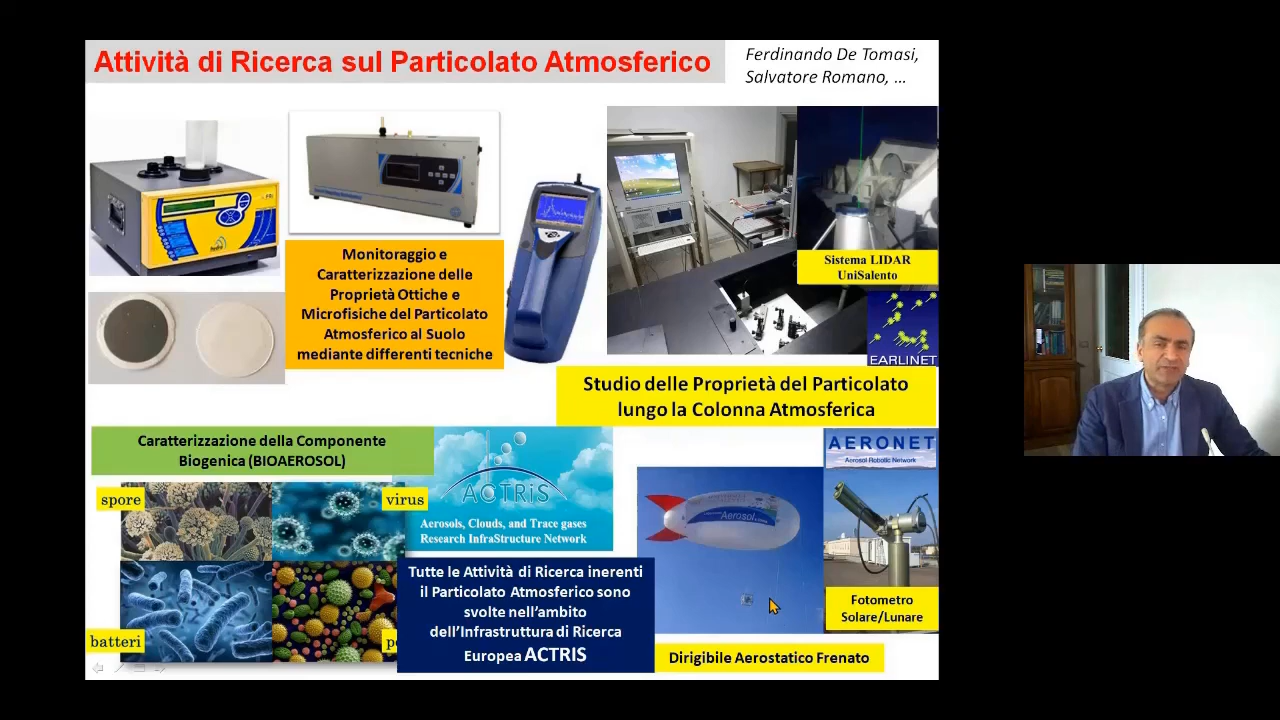 Attività di Ricerca sul Particolato Atmosferico
Ferdinando De Tomasi,
Salvatore Romano, …
Monitoraggio e
Caratterizzazione delle
Proprietà Ottiche e
Microfisiche del Particolato
Atmosferico al Suolo
mediante differenti tecniche
Sistema LIDAR
UniSalento
EARLINET
Studio delle Proprietà del Particolato
lungo la Colonna Atmosferica
Caratterizzazione della Componente
Biogenica (BIOAEROSOL)
spore
virus
batteri
ACTRiS
Aerosols, Clouds, and Trace gases
Research InfraStructure Network
Tutte le Attività di Ricerca inerenti
il Particolato Atmosferico sono
svolte nell'ambito
dell'Infrastruttura di Ricerca
Europea ACTRIS
Aerosol
Dirigibile Aerostatico Frenato
AERONET
Aerosol Robotic Network
Fotometro
Solare/Lunare